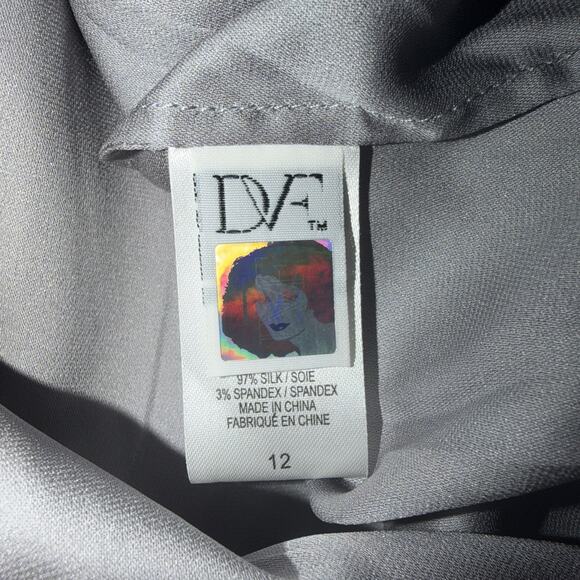 DVF™
97% SILK / SOIE
3% SPANDEX / SPANDEX
MADE IN CHINA
FABRIQUÉ EN CHINE
12